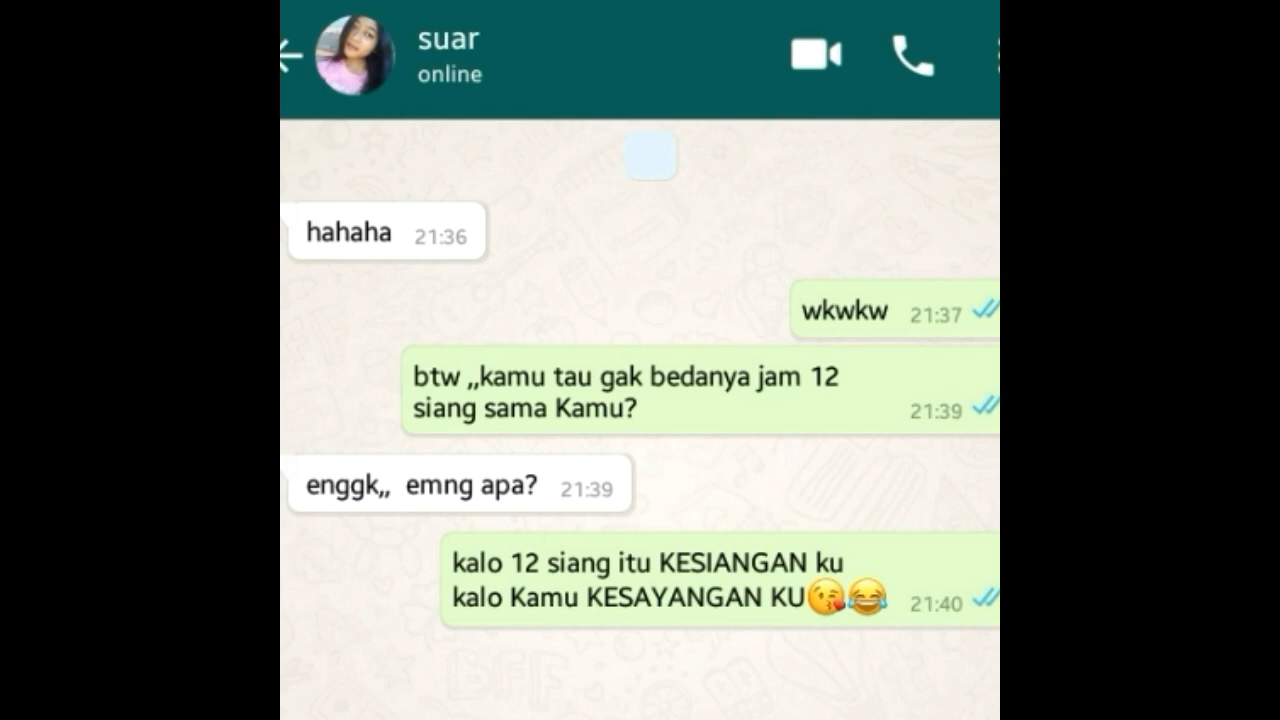 suar
online
hahaha 21:36
wkwkw 21:37
btw ,,kamu tau gak bedanya jam 12
siang sama Kamu? 21:39
enggk,, emng apa? 21:39
kalo 12 siang itu KESIANGAN ku
kalo Kamu KESAYANGAN KU😘😂 21:40